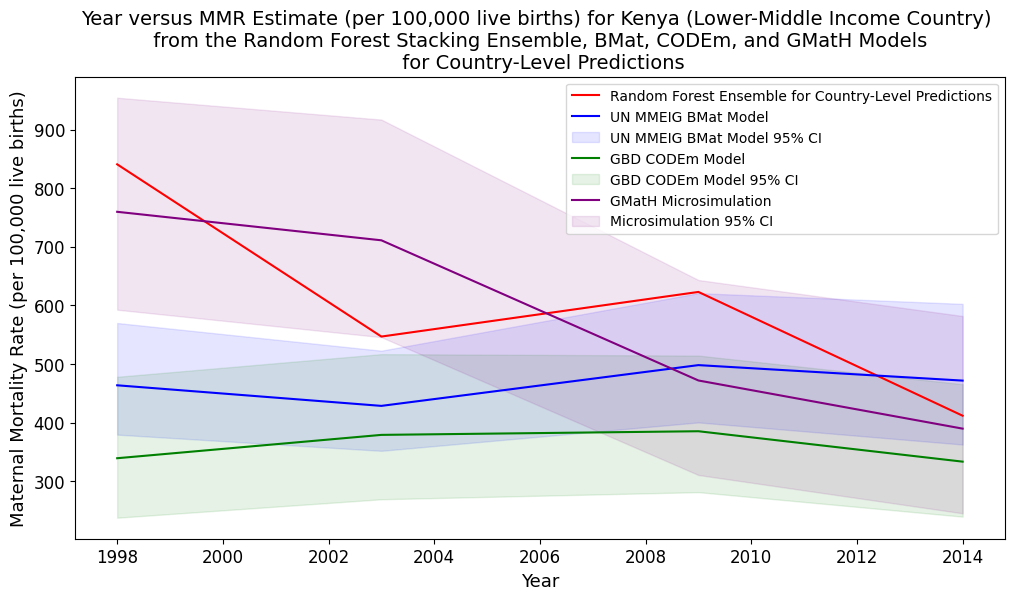 Year versus MMR Estimate (per 100,000 live births) for Kenya (Lower-Middle Income Country)
from the Random Forest Stacking Ensemble, BMat, CODEm, and GMatH Models
for Country-Level Predictions
Maternal Mortality Rate (per 100,000 live births)
900
800
700
600
500
400
300
Random Forest Ensemble for Country-Level Predictions
UN MMEIG BMat Model
UN MMEIG BMat Model 95% CI
GBD CODEm Model
GBD CODEm Model 95% CI
GMatH Microsimulation
Microsimulation 95% CI
1998 2000 2002 2004 2006 2008 2010 2012 2014
Year